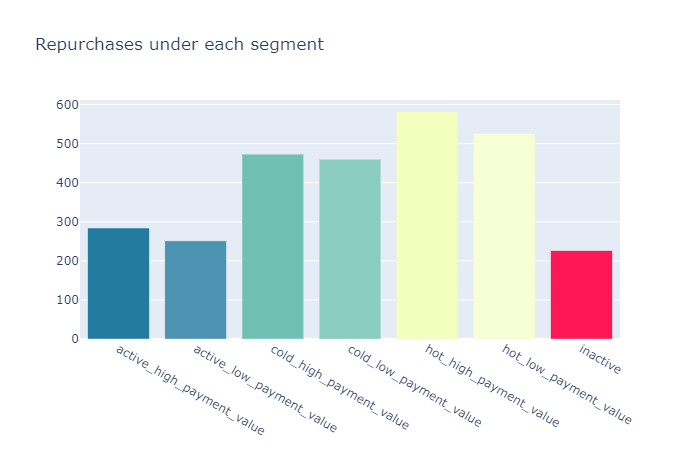 Repurchases under each segment
600
500
400
300
200
100
0
active_high_payment_value
active_low_payment_value
cold_high_payment_value
cold_low_payment_value
hot_high_payment_value
hot_low_payment_value
inactive